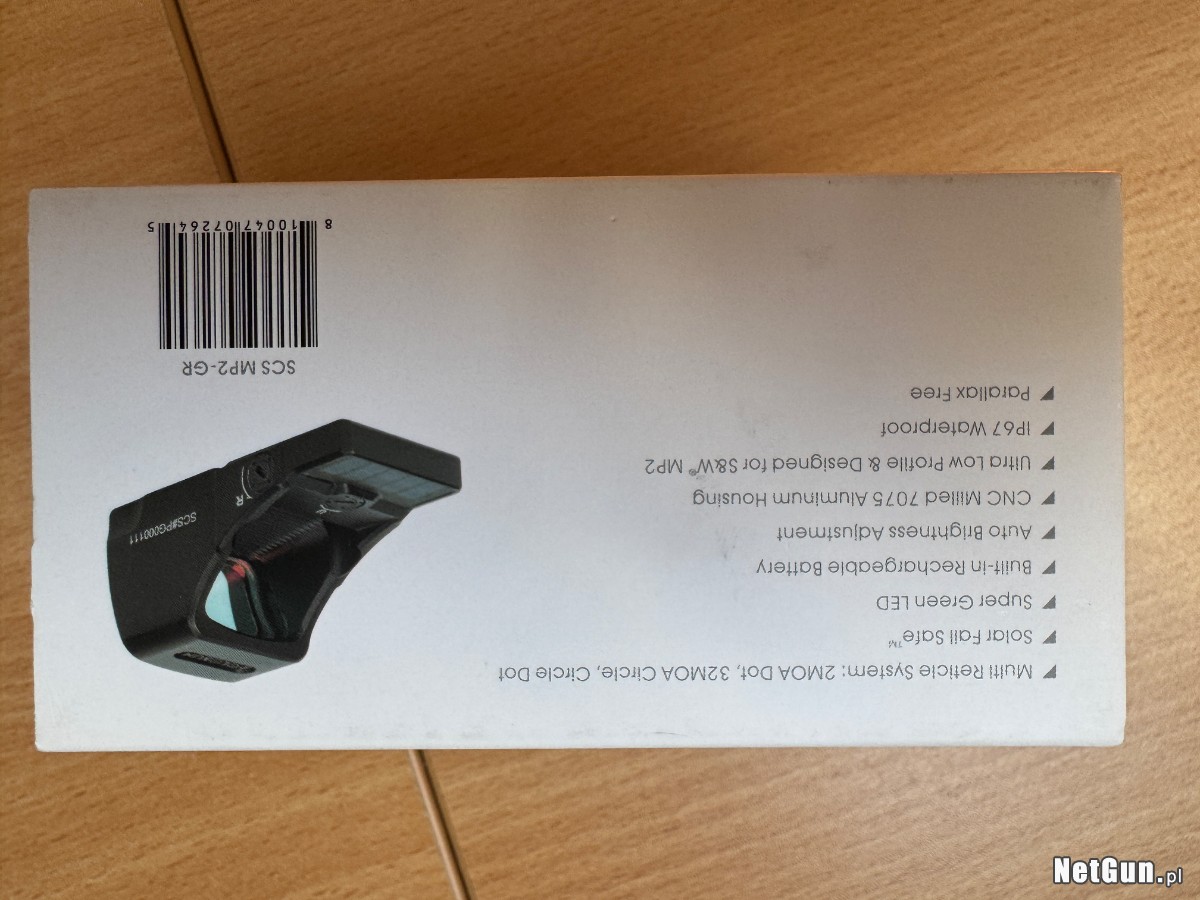 Multi Reticle System: 2MOA Dot, 32MOA Circle, Circle Dot
Solar Fail Safe™
Super Green LED
Built-in Rechargeable Battery
Auto Brightness Adjustment
CNC Milled 7075 Aluminum Housing
Ultra Low Profile & Designed for S&W® MP2
IP67 Waterproof
Parallax Free
SCS#PG000111
R
SCS MP2-GR
8 10047 07264 5
NetGun.pl